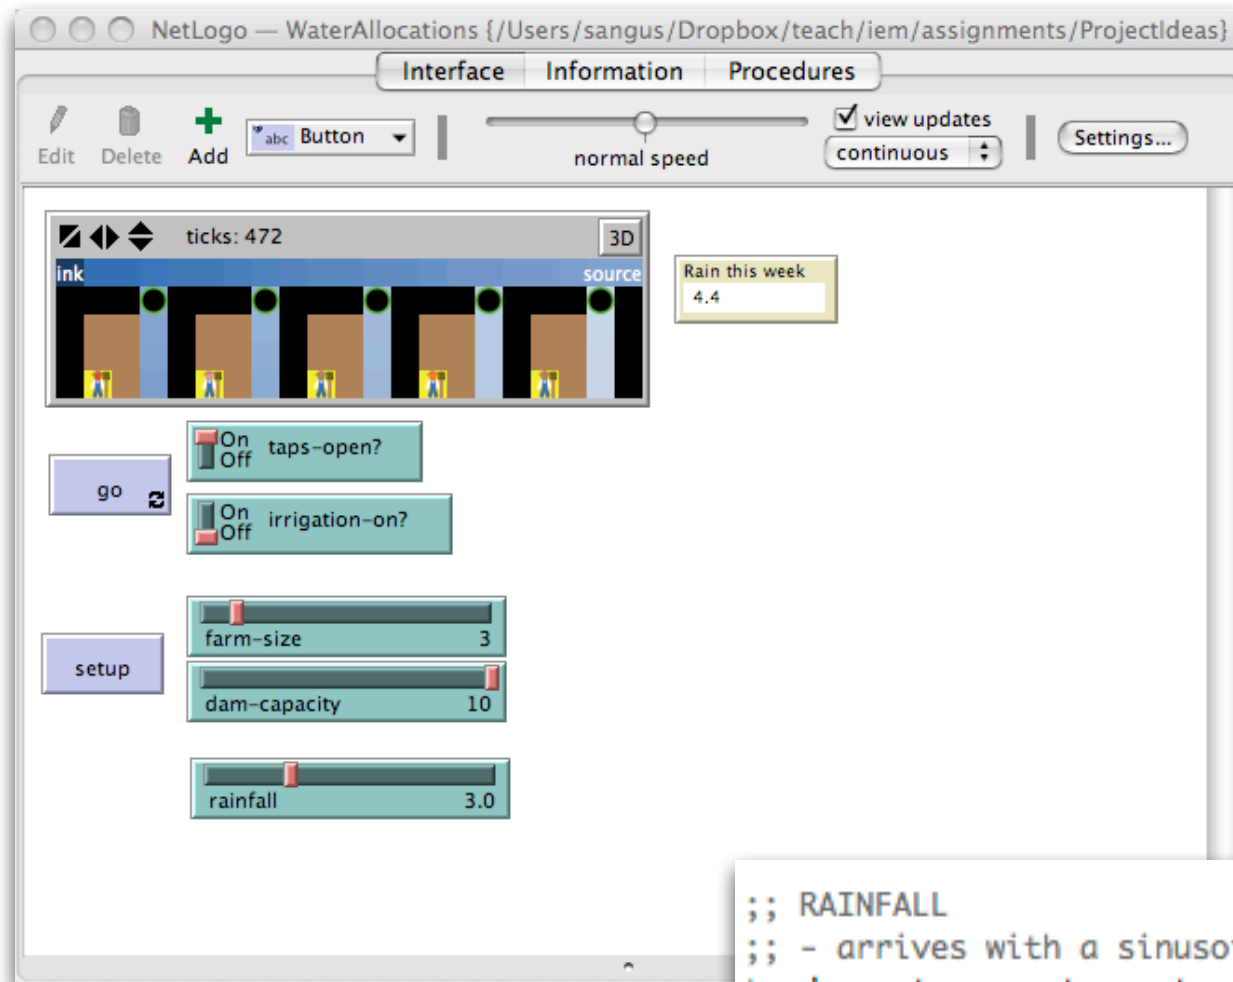 NetLogo — WaterAllocations {/Users/sangus/Dropbox/teach/iem/assignments/ProjectIdeas}
Interface Information Procedures
Edit Delete Add abc Button normal speed view updates
continuous Settings...
ticks: 472 3D
ink source
Rain this week
4.4
On
Off taps-open?
go
On
Off irrigation-on?
setup
farm-size 3
dam-capacity 10
rainfall 3.0
;; RAINFALL
;; - arrives with a